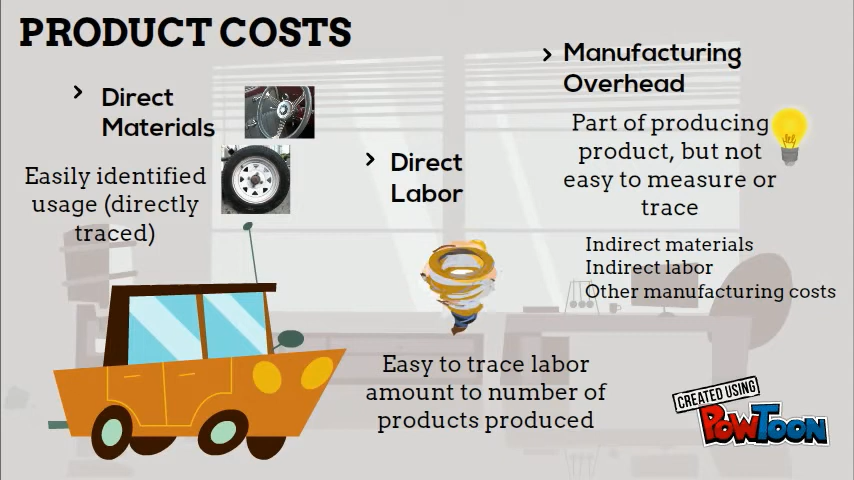 PRODUCT COSTS
Direct
Materials
Easily identified
usage (directly
traced)
Direct
Labor
Easy to trace labor
amount to number of
products produced
Manufacturing
Overhead
Part of producing
product, but not
easy to measure or
trace
Indirect materials
Indirect labor
Other manufacturing costs
CREATED USING
POWTOON